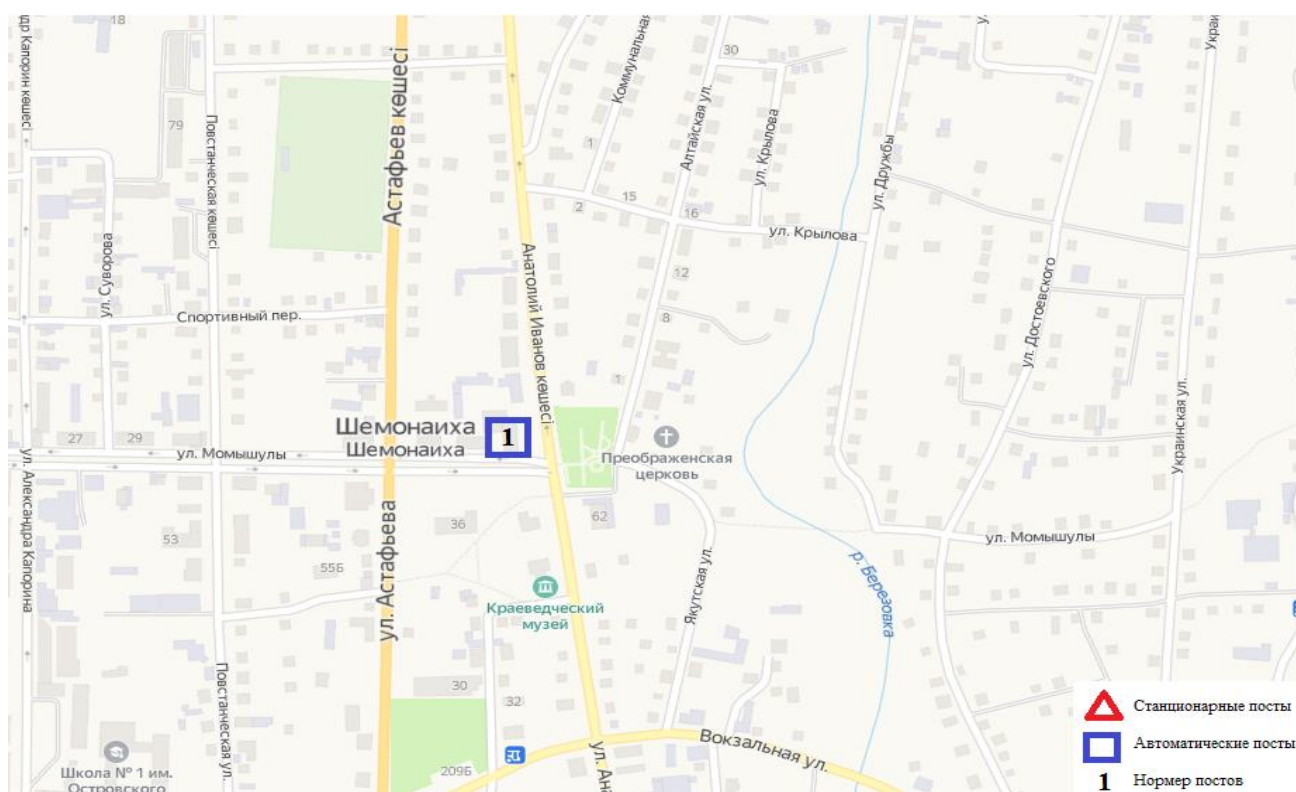 18
30
Украи
др Капорин көшесі
Коммунальная
79
Повстанческая көшесі
Астафьев көшесі
1
Алтайская ул.
ул. Крылова
ул. Дружбы
15
2
16
ул. Крылова
ул. Суворова
Анатолий Иванов көшесі
12
ул. Достоевского
Спортивный пер.
8
1
Украинская ул.
Шемонаиха
Шемонаиха
1
27
29
ул. Момышулы
Преображенская
церковь
ул. Александра Капорина
53
36
62
ул. Момышулы
55Б
ул. Астафьева
Якутская ул.
р. Березовка
Краеведческий
музей
Повстанческая ул.
30
32
Вокзальная ул.
ул. Ана
209Б
Школа № 1 им.
Островского
Станционарные посты
Автоматические посты
1 Нормер постов